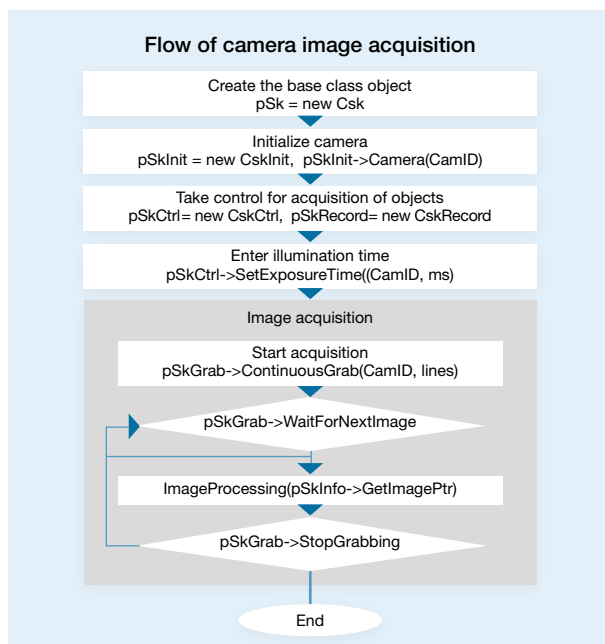 Flow of camera image acquisition
Create the base class object
pSk = new Csk
Initialize camera
pSkInit = new CskInit, pSkInit->Camera(CamID)
Take control for acquisition of objects
pSkCtrl= new CskCtrl, pSkRecord= new CskRecord
Enter illumination time
pSkCtrl->SetExposureTime((CamID, ms)
Image acquisition
Start acquisition
pSkGrab->ContinuousGrab(CamID, lines)
pSkGrab->WaitForNextImage
ImageProcessing(pSkInfo->GetImagePtr)
pSkGrab->StopGrabbing
End